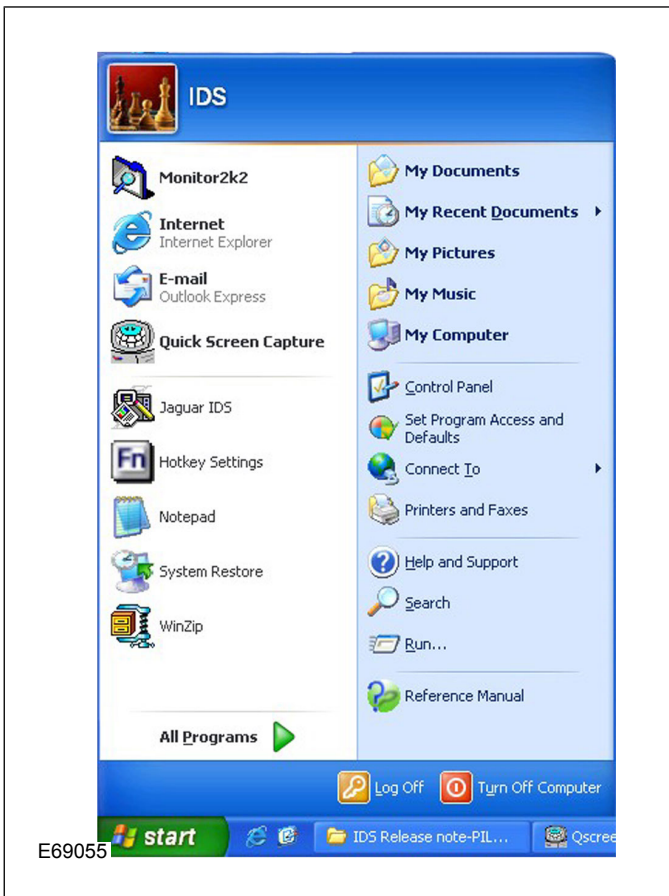 IDS
Monitor2k2
Internet
Internet Explorer
E-mail
Outlook Express
Quick Screen Capture
Jaguar IDS
Fn
Hotkey Settings
Notepad
System Restore
WinZip
All Programs
My Documents
My Recent Documents
My Pictures
My Music
My Computer
Control Panel
Set Program Access and
Defaults
Connect To
Printers and Faxes
Help and Support
Search
Run...
Reference Manual
Log Off
Turn Off Computer
start
IDS Release note-PIL...
Qscree
E69055